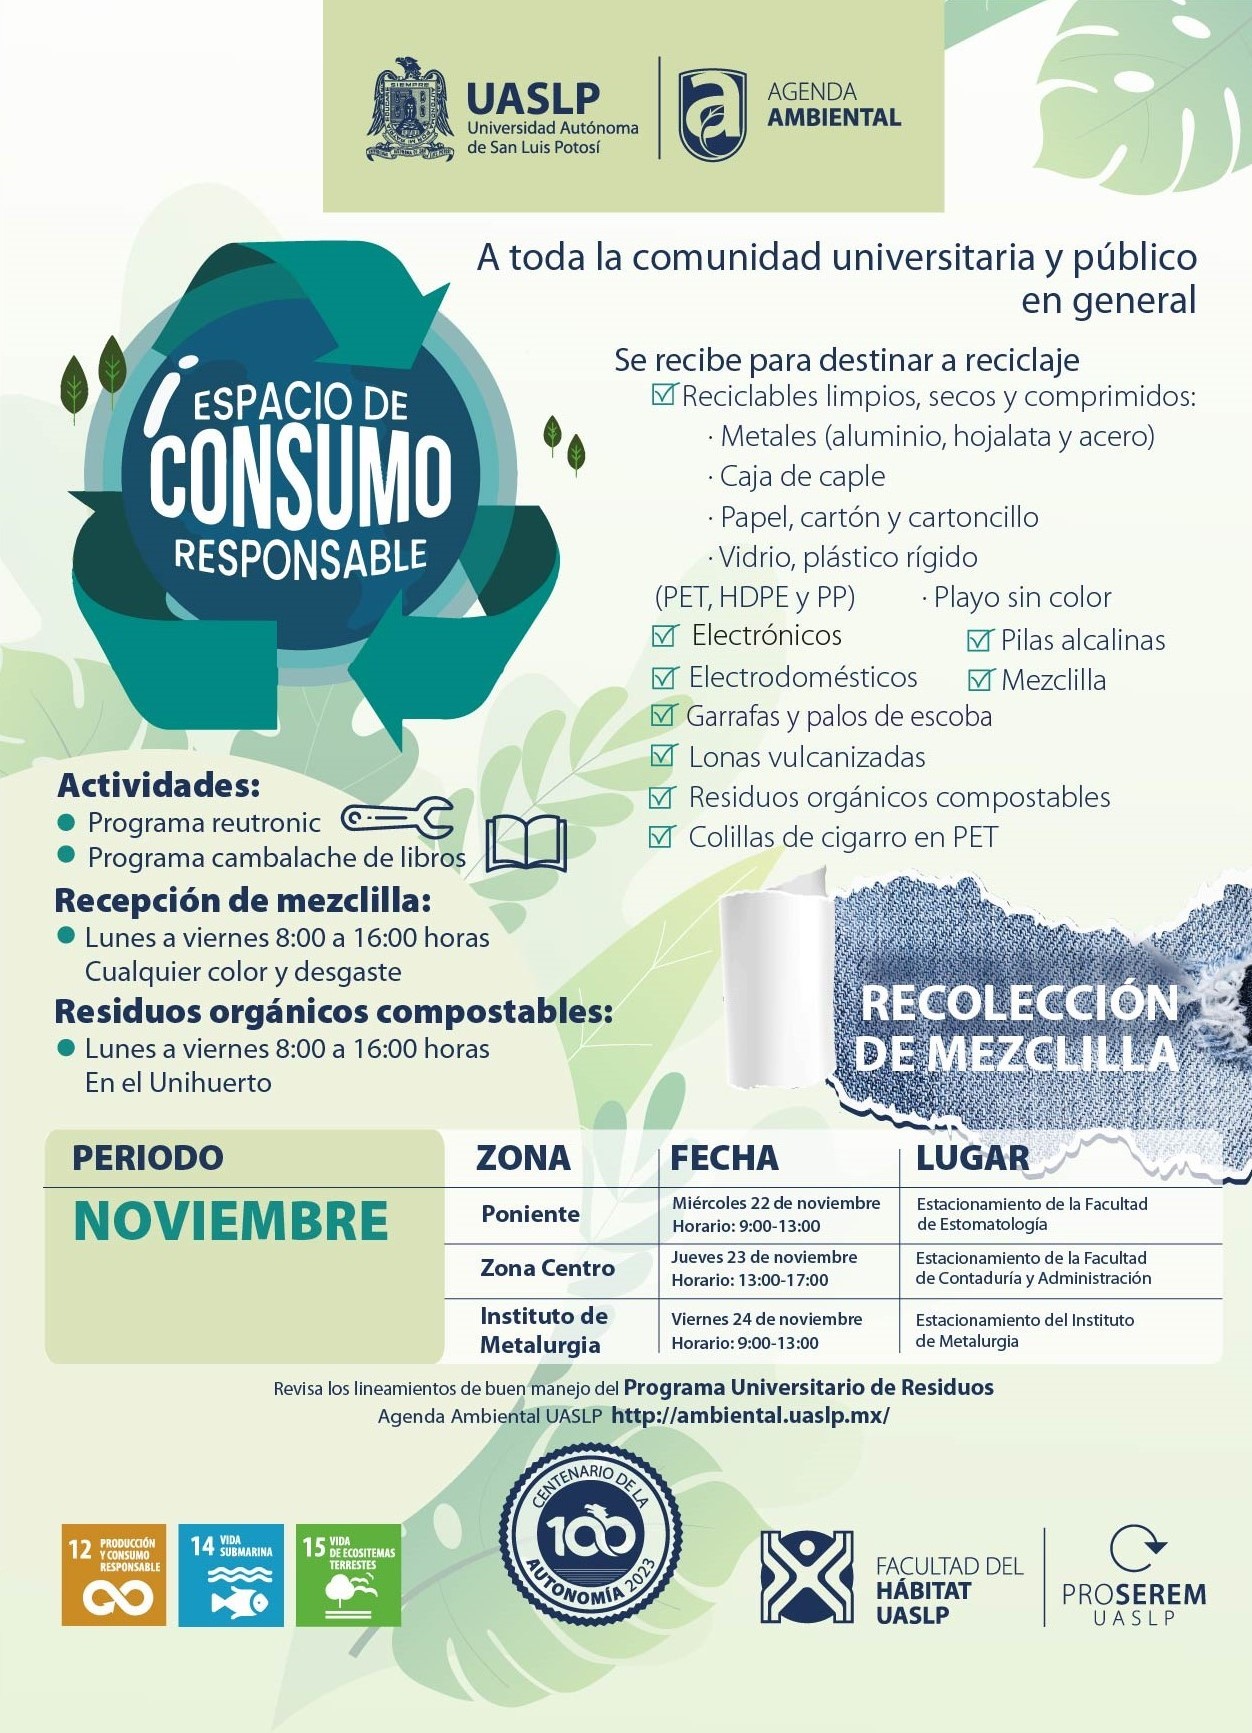 SIEMPRE
UASLP
Universidad Autónoma
de San Luis Potosí
AGENDA
AMBIENTAL
A toda la comunidad universitaria y público
en general
ESPACIO DE
CONSUMO
RESPONSABLE
Se recibe para destinar a reciclaje
Reciclables limpios, secos y comprimidos:
· Metales (aluminio, hojalata y acero)
· Caja de caple
· Papel, cartón y cartoncillo
· Vidrio, plástico rígido
(PET, HDPE y PP) · Playo sin color
Electrónicos
Pilas alcalinas
Electrodomésticos
Mezclilla
Garrafas y palos de escoba
Lonas vulcanizadas
Residuos orgánicos compostables
Colillas de cigarro en PET
Actividades:
Programa reutronic
Programa cambalache de libros
Recepción de mezclilla:
Lunes a viernes 8:00 a 16:00 horas
Cualquier color y desgaste
Residuos orgánicos compostables:
Lunes a viernes 8:00 a 16:00 horas
En el Unihuerto
RECOLECCIÓN
DE MEZCLILLA
PERIODO ZONA FECHA LUGAR
NOVIEMBRE
Poniente
Miércoles 22 de noviembre
Horario: 9:00-13:00
Estacionamiento de la Facultad
de Estomatología
Zona Centro
Jueves 23 de noviembre
Horario: 13:00-17:00
Estacionamiento de la Facultad
de Contaduría y Administración
Instituto de
Metalurgia
Viernes 24 de noviembre
Horario: 9:00-13:00
Estacionamiento del Instituto
de Metalurgia
Revisa los lineamientos de buen manejo del Programa Universitario de Residuos
Agenda Ambiental UASLP http://ambiental.uaslp.mx/
CENTENARIO DE LA
100
AUTONOMÍA 2023
12 PRODUCCIÓN
Y CONSUMO
RESPONSABLE
14 VIDA
SUBMARINA
15 VIDA
DE ECOSITEMAS
TERRESTRES
FACULTAD DEL
HÁBITAT
UASLP
PROSEREM
UASLP